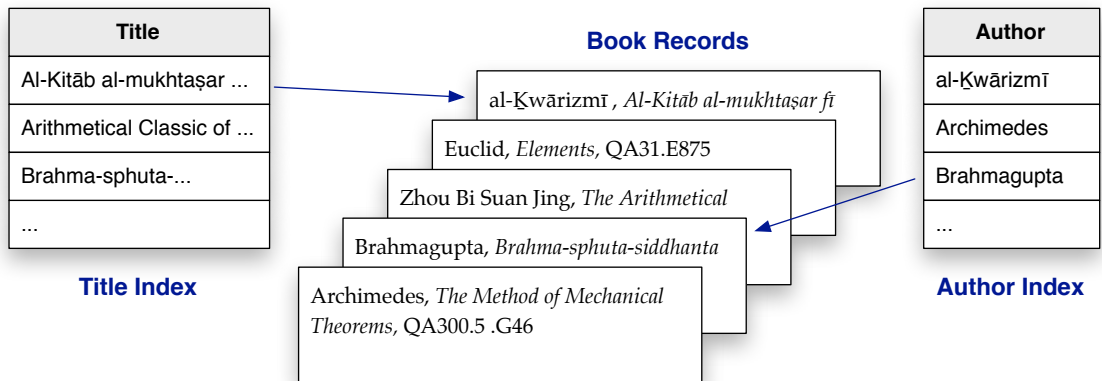 Title
Al-Kitāb al-mukhtaṣar ...
Arithmetical Classic of ...
Brahma-sphuta-...
...
Title Index
Book Records
al-Ḵwārizmī , Al-Kitāb al-mukhtaṣar fī
Euclid, Elements, QA31.E875
Zhou Bi Suan Jing, The Arithmetical
Brahmagupta, Brahma-sphuta-siddhanta
Archimedes, The Method of Mechanical
Theorems, QA300.5 .G46
Author
al-Ḵwārizmī
Archimedes
Brahmagupta
...
Author Index